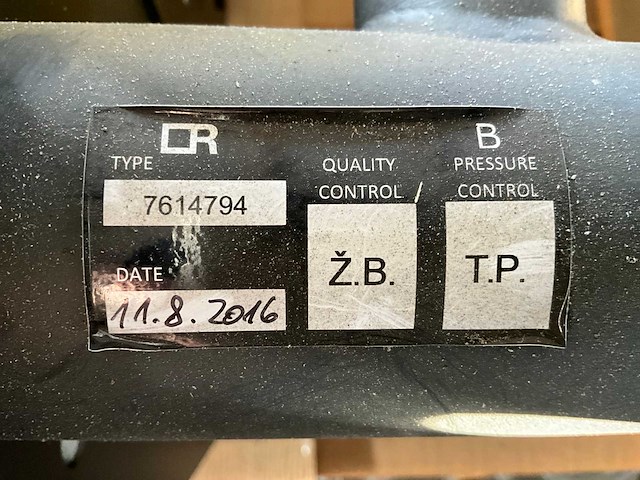 CR
TYPE
7614794
DATE
11.8.2016
QUALITY
CONTROL /
Ž.B.
B
PRESSURE
CONTROL
T.P.